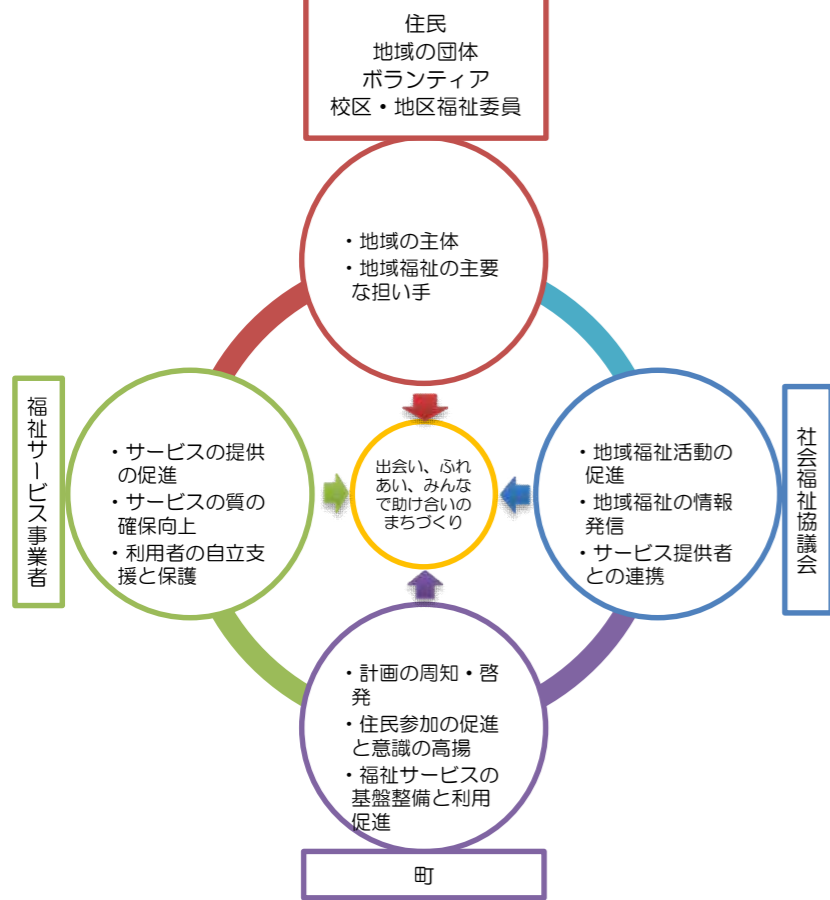 住民
地域の団体
ボランティア
校区・地区福祉委員
・地域の主体
・地域福祉の主要
な担い手
福祉サービス事業者
・サービスの提供
の促進
・サービスの質の
確保向上
・利用者の自立支
援と保護
出会い、ふれ
あい、みんな
で助け合いの
まちづくり
・地域福祉活動の
促進
・地域福祉の情報
発信
・サービス提供者
との連携
社会福祉協議会
・計画の周知・啓
発
・住民参加の促進
と意識の高揚
・福祉サービスの
基盤整備と利用
促進
町